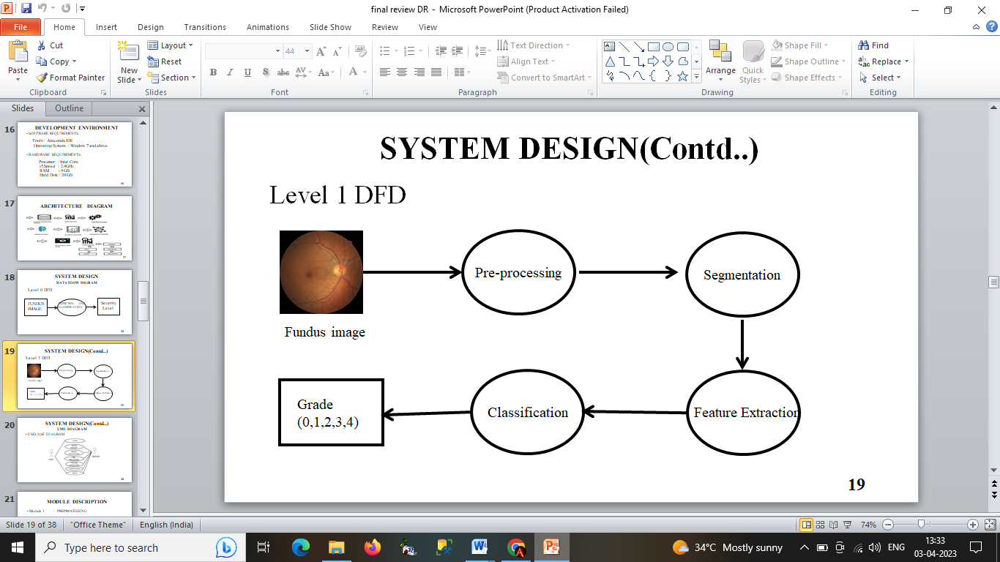 final review DR - Microsoft PowerPoint (Product Activation Failed)
File Home Insert Design Transitions Animations Slide Show Review View
Paste
Cut
Copy
Format Painter
Clipboard
New Slide
Layout
Reset
Section
Slides
44
B I U S abc AV Aa A
Font
Text Direction
Align Text
Convert to SmartArt
Paragraph
Arrange
Quick Styles
Shape Fill
Shape Outline
Shape Effects
Drawing
Find
Replace
Select
Editing
Slides Outline
16
DEVELOPMENT ENVIRONMENT
• SOFTWARE REQUIREMENTS
Tools : Anaconda IDE
Operating System : Window 7 and above
• HARDWARE REQUIREMENTS
Processor : Intel Core
i5 Speed : 2.4GHz
RAM : 4 GB
Hard Disk : 20 GB
17
ARCHITECTURE DIAGRAM
18
SYSTEM DESIGN
DATA FLOW DIAGRAM
Level 0 DFD
FUNDUS IMAGE
Severity Level
19
SYSTEM DESIGN(Contd..)
Level 1 DFD
20
SYSTEM DESIGN(Contd..)
UML DIAGRAM
• USECASE DIAGRAM
21
MODULE DISCRIPTION
• Module 1 : PREPROCESSING
SYSTEM DESIGN(Contd..)
Level 1 DFD
Pre-processing
Segmentation
Fundus image
Grade
(0,1,2,3,4)
Classification
Feature Extraction
19
Slide 19 of 38 "Office Theme" English (India) 74%
Type here to search
34°C Mostly sunny
ENG
13:33
03-04-2023